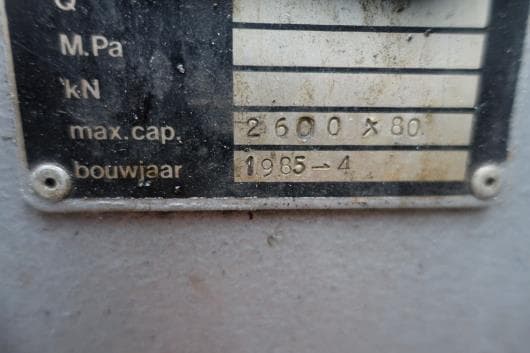 Q
M.Pa
kN
max. cap. 2600 x 80
bouwjaar 1985-4